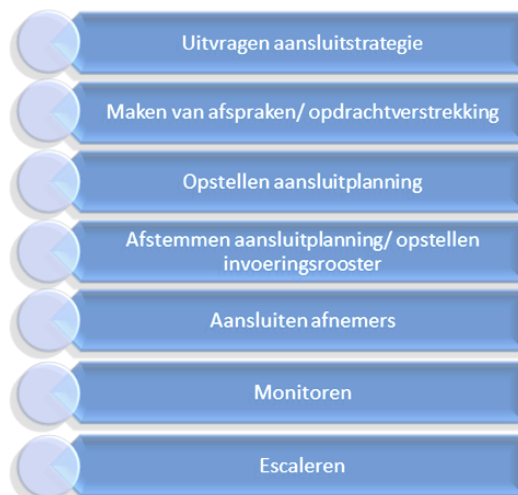 Uitvragen aansluitstrategie
Maken van afspraken/ opdrachtverstrekking
Opstellen aansluitplanning
Afstemmen aansluitplanning/ opstellen
invoeringsrooster
Aansluiten afnemers
Monitoren
Escaleren